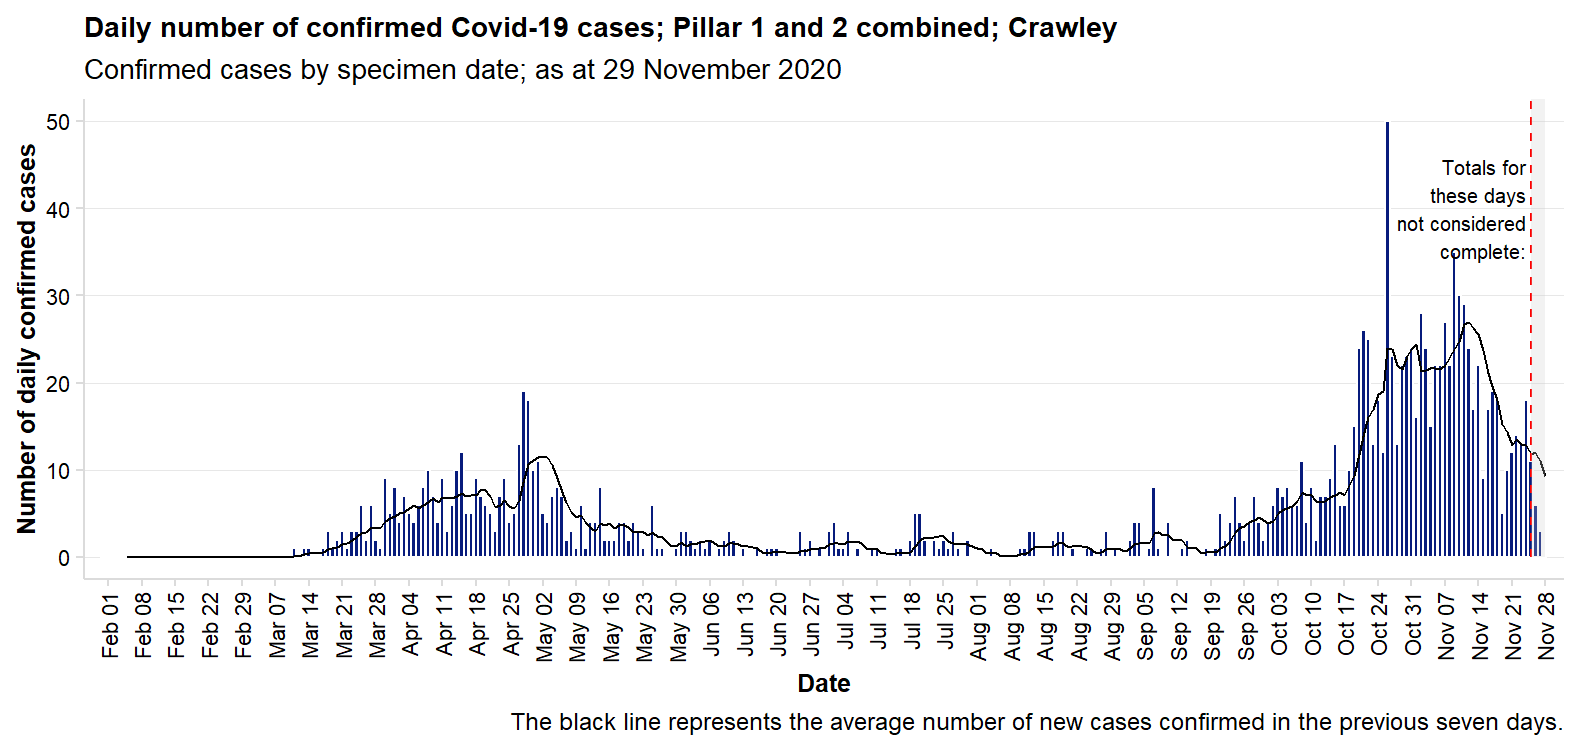 Daily number of confirmed Covid-19 cases; Pillar 1 and 2 combined; Crawley
Confirmed cases by specimen date; as at 29 November 2020
Number of daily confirmed cases
50
40
30
20
10
0
Totals for
these days
not considered
complete:
Feb 01
Feb 08
Feb 15
Feb 22
Feb 29
Mar 07
Mar 14
Mar 21
Mar 28
Apr 04
Apr 11
Apr 18
Apr 25
May 02
May 09
May 16
May 23
May 30
Jun 06
Jun 13
Jun 20
Jun 27
Jul 04
Jul 11
Jul 18
Jul 25
Aug 01
Aug 08
Aug 15
Aug 22
Aug 29
Sep 05
Sep 12
Sep 19
Sep 26
Oct 03
Oct 10
Oct 17
Oct 24
Oct 31
Nov 07
Nov 14
Nov 21
Nov 28
Date
The black line represents the average number of new cases confirmed in the previous seven days.